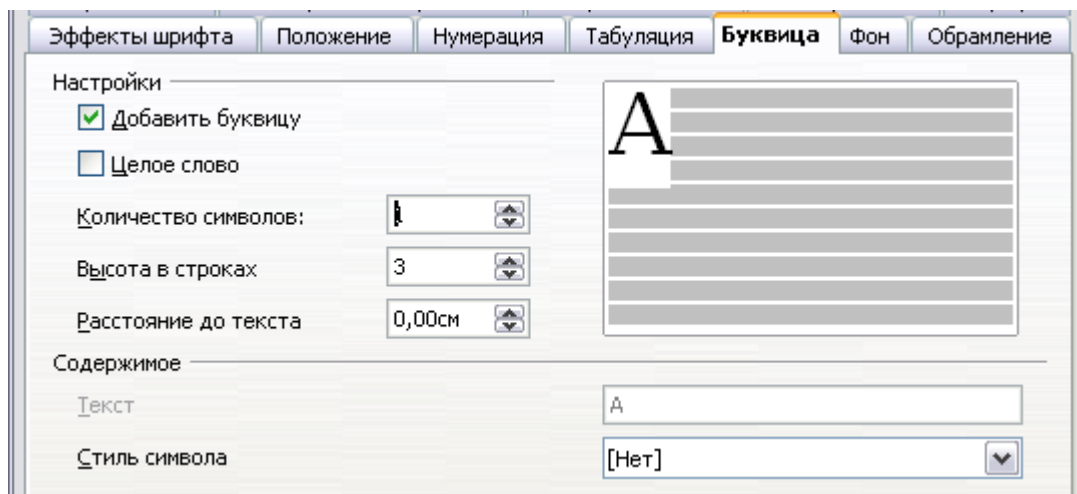 Эффекты шрифта Положение Нумерация Табуляция Буквица Фон Обрамление
Настройки
Добавить буквицу
Целое слово
Количество символов:
Высота в строках 3
Расстояние до текста 0,00см
A
Содержимое
Текст A
Стиль символа [Нет]